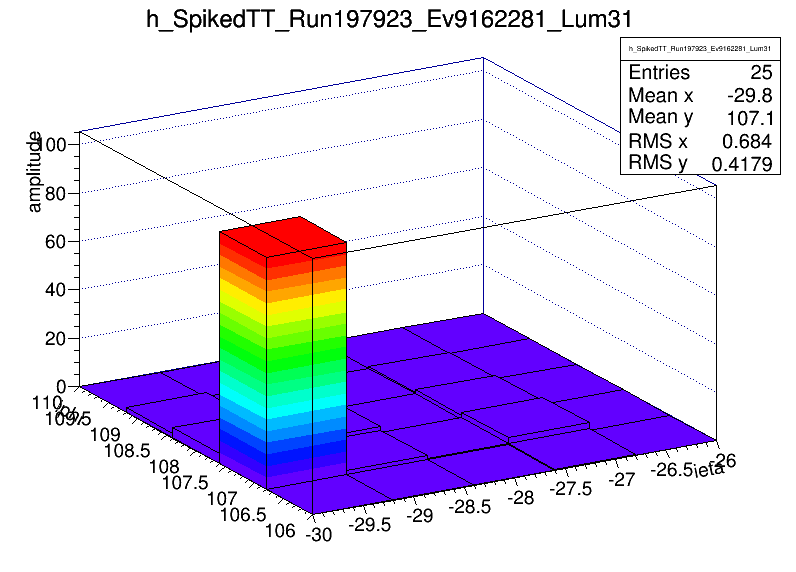 h_SpikedTT_Run197923_Ev9162281_Lum31
h_SpikedTT_Run197923_Ev9162281_Lum31
Entries 25
Mean x -29.8
Mean y 107.1
RMS x 0.684
RMS y 0.4179
amplitude
100
80
60
40
20
0
110
109.5
109
108.5
108
107.5
107
106.5
106
-30
-29.5
-29
-28.5
-28
-27.5
-27
-26.5
-26
ieta